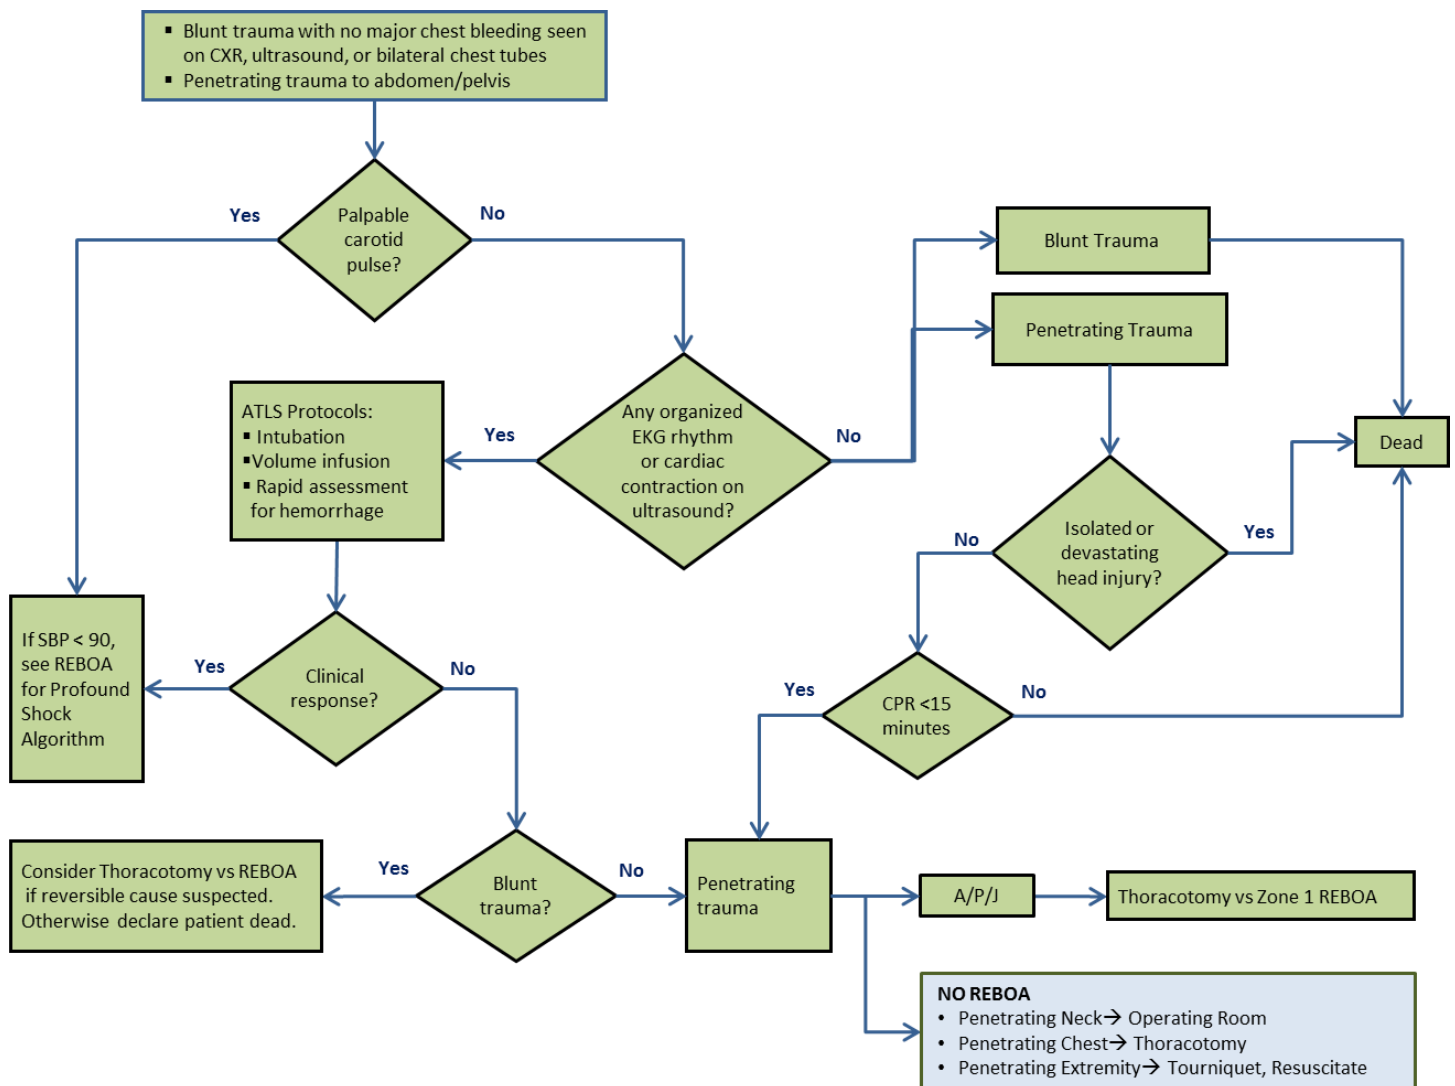 ▪ Blunt trauma with no major chest bleeding seen
on CXR, ultrasound, or bilateral chest tubes
▪ Penetrating trauma to abdomen/pelvis
Yes
Palpable
carotid
pulse?
No
Blunt Trauma
Penetrating Trauma
ATLS Protocols:
▪ Intubation
▪Volume infusion
▪ Rapid assessment
for hemorrhage
Yes
Any organized
EKG rhythm
or cardiac
contraction on
ultrasound?
No
Dead
No
Isolated or
devastating
head injury?
Yes
If SBP < 90,
see REBOA
for Profound
Shock
Algorithm
Yes
Clinical
response?
No
Yes
CPR <15
minutes
No
Consider Thoracotomy vs REBOA
if reversible cause suspected.
Otherwise declare patient dead.
Yes
Blunt
trauma?
No
Penetrating
trauma
A/P/J
Thoracotomy vs Zone 1 REBOA
NO REBOA
• Penetrating Neck→ Operating Room
• Penetrating Chest→ Thoracotomy
• Penetrating Extremity→ Tourniquet, Resuscitate